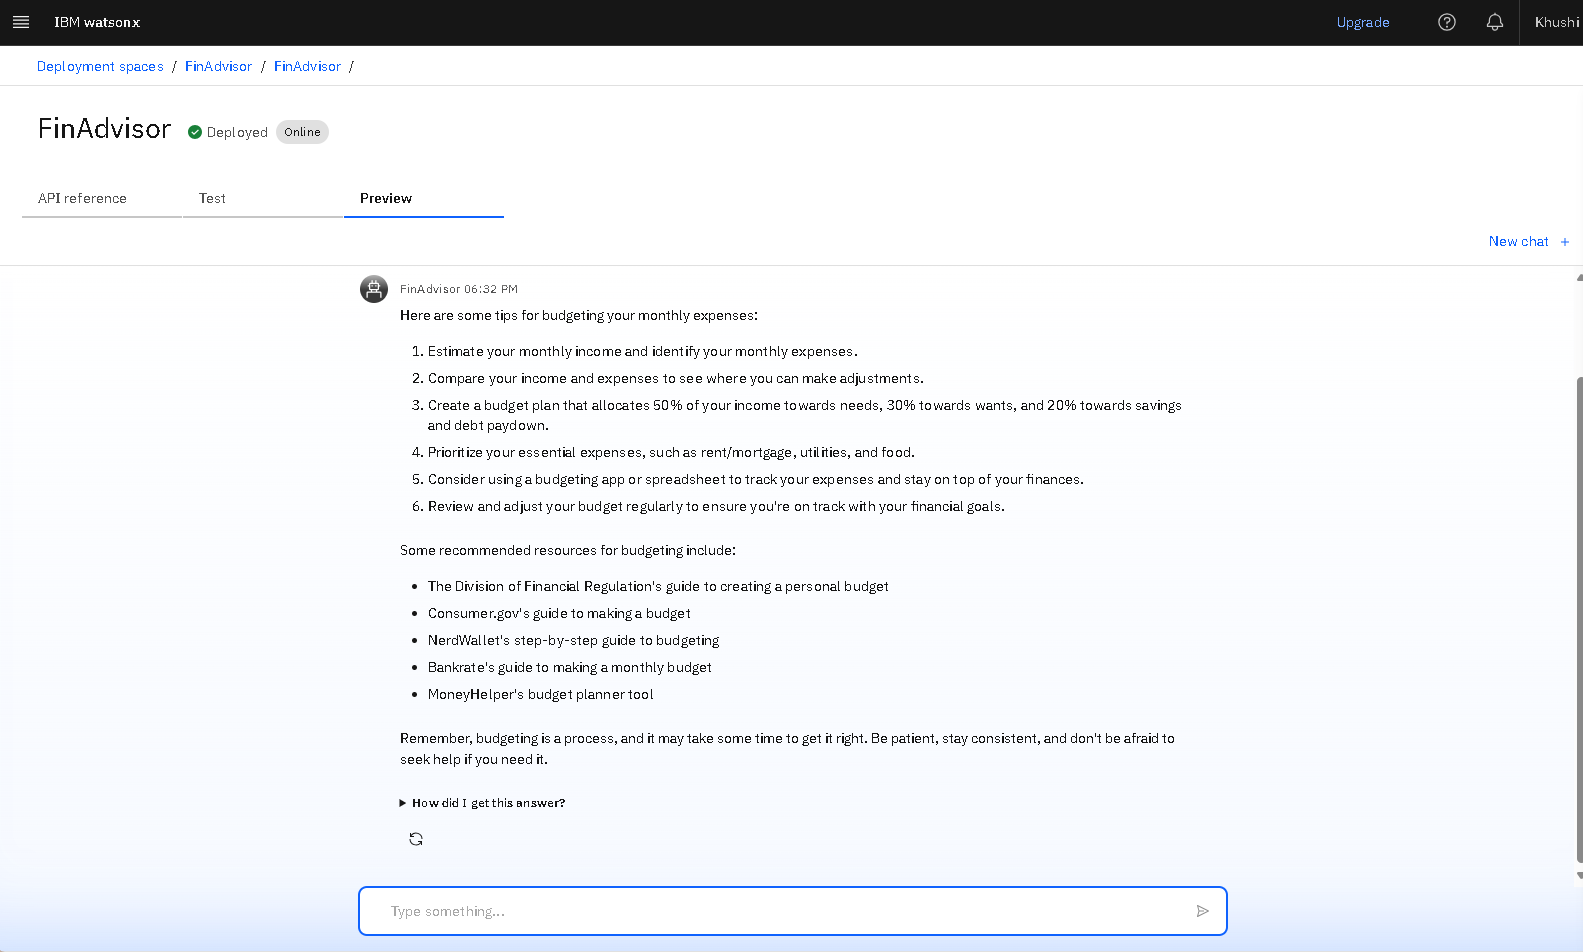 IBM watsonx
Upgrade
Khushi
Deployment spaces / FinAdvisor / FinAdvisor /
FinAdvisor
Deployed
Online
API reference
Test
Preview
New chat +
FinAdvisor 06:32 PM
Here are some tips for budgeting your monthly expenses:
1. Estimate your monthly income and identify your monthly expenses.
2. Compare your income and expenses to see where you can make adjustments.
3. Create a budget plan that allocates 50% of your income towards needs, 30% towards wants, and 20% towards savings
and debt paydown.
4. Prioritize your essential expenses, such as rent/mortgage, utilities, and food.
5. Consider using a budgeting app or spreadsheet to track your expenses and stay on top of your finances.
6. Review and adjust your budget regularly to ensure you're on track with your financial goals.
Some recommended resources for budgeting include:
• The Division of Financial Regulation's guide to creating a personal budget
• Consumer.gov's guide to making a budget
• NerdWallet's step-by-step guide to budgeting
• Bankrate's guide to making a monthly budget
• MoneyHelper's budget planner tool
Remember, budgeting is a process, and it may take some time to get it right. Be patient, stay consistent, and don't be afraid to
seek help if you need it.
How did I get this answer?
Type something...